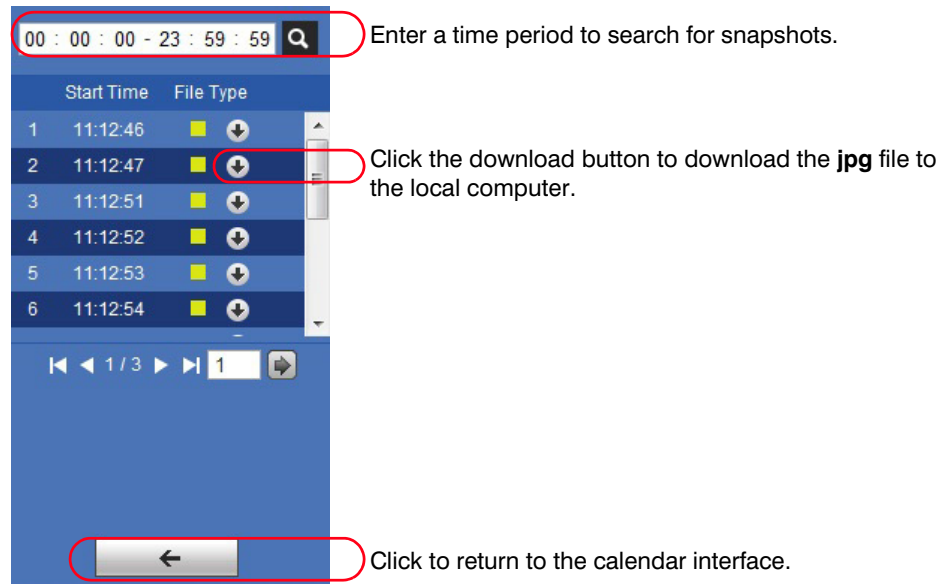 00 : 00 : 00 - 23 : 59 : 59
Enter a time period to search for snapshots.
Start Time File Type
1 11:12:46
2 11:12:47
Click the download button to download the jpg file to
the local computer.
3 11:12:51
4 11:12:52
5 11:12:53
6 11:12:54
1 / 3 1
Click to return to the calendar interface.